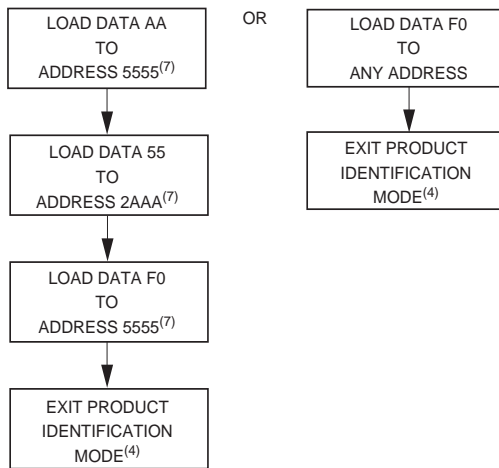 LOAD DATA AA
TO
ADDRESS 5555(7)
LOAD DATA 55
TO
ADDRESS 2AAA(7)
LOAD DATA F0
TO
ADDRESS 5555(7)
EXIT PRODUCT
IDENTIFICATION
MODE(4)
OR
LOAD DATA F0
TO
ANY ADDRESS
EXIT PRODUCT
IDENTIFICATION
MODE(4)